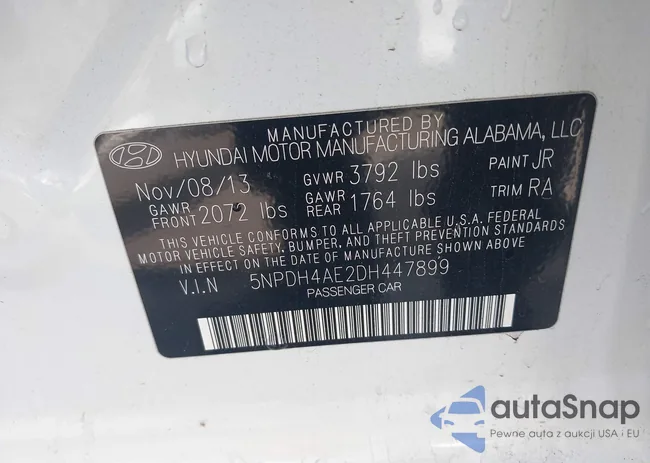 MANUFACTURED BY
HYUNDAI MOTOR MANUFACTURING ALABAMA, LLC
Nov/08/13 GVWR 3792 lbs PAINT JR
GAWR FRONT 2072 lbs GAWR REAR 1764 lbs TRIM RA
THIS VEHICLE CONFORMS TO ALL APPLICABLE U.S.A. FEDERAL
MOTOR VEHICLE SAFETY, BUMPER, AND THEFT PREVENTION STANDARDS
IN EFFECT ON THE DATE OF MANUFACTURE SHOWN ABOVE
V.I.N 5NPDH4AE2DH447899
PASSENGER CAR
autaSnap
Pewne auta z aukcji USA i EU